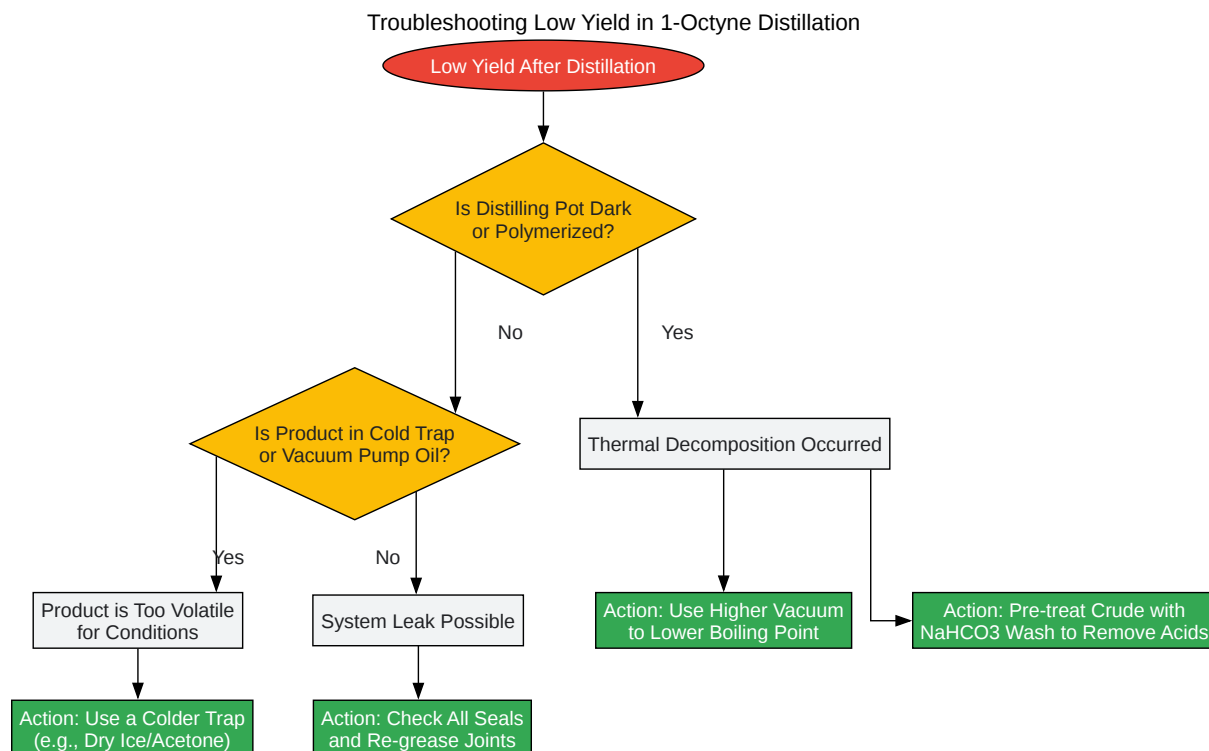 Troubleshooting Low Yield in 1-Octyne Distillation
Low Yield After Distillation
Is Distilling Pot Dark
or Polymerized?
No
Yes
Is Product in Cold Trap
or Vacuum Pump Oil?
Thermal Decomposition Occurred
Yes
No
Product is Too Volatile
for Conditions
System Leak Possible
Action: Use Higher Vacuum
to Lower Boiling Point
Action: Pre-treat Crude with
NaHCO3 Wash to Remove Acids
Action: Use a Colder Trap
(e.g., Dry Ice/Acetone)
Action: Check All Seals
and Re-grease Joints